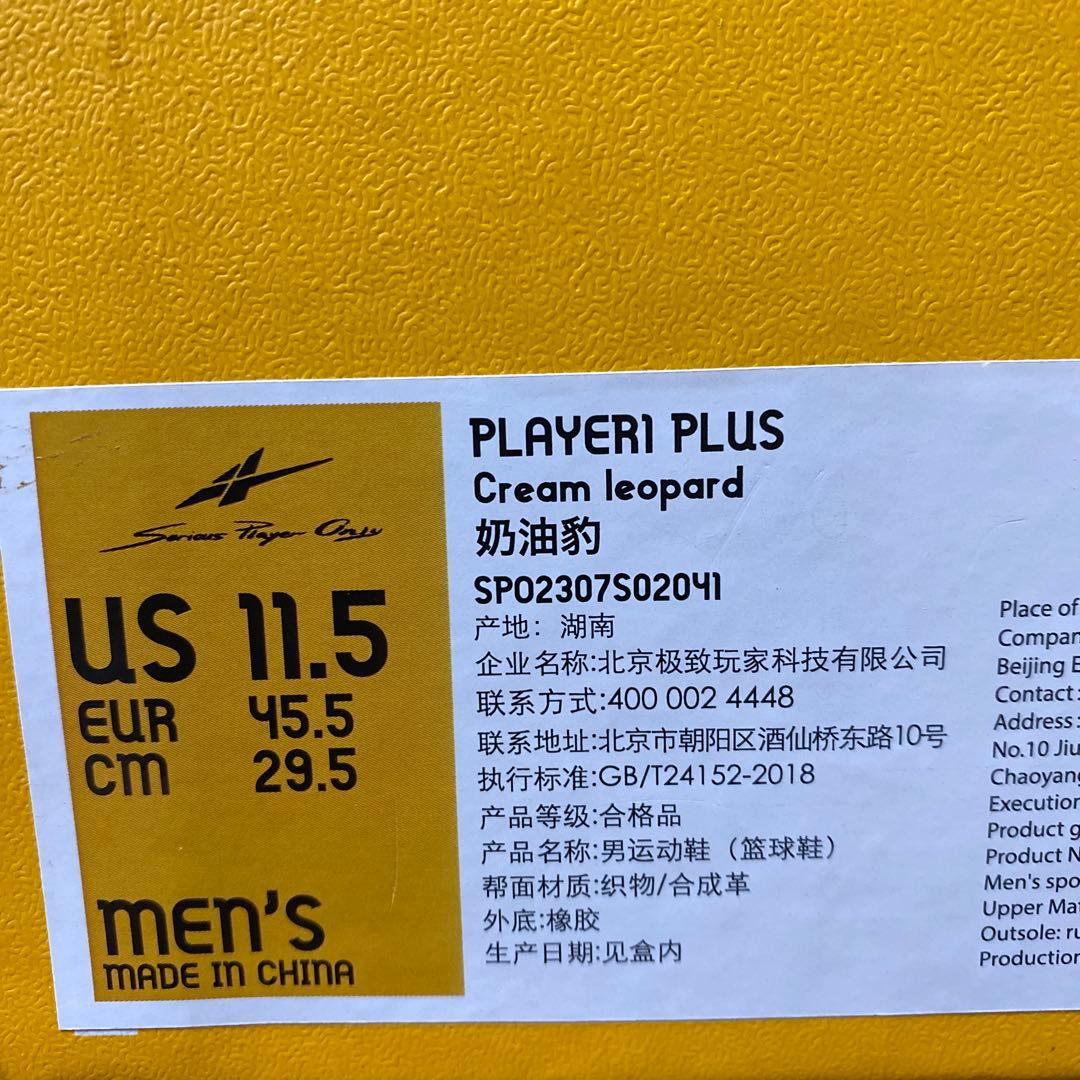 Serious Player Only
US 11.5
EUR 45.5
CM 29.5
MEN'S
MADE IN CHINA
PLAYER1 PLUS
Cream leopard
奶油豹
SP02307S02041
产地：湖南
企业名称:北京极致玩家科技有限公司
联系方式:400 002 4448
联系地址:北京市朝阳区酒仙桥东路10号
执行标准:GB/T24152-2018
产品等级:合格品
产品名称:男运动鞋（篮球鞋）
帮面材质:织物/合成革
外底:橡胶
生产日期:见盒内
Place of
Compan
Beijing E
Contact:
Address:
No.10 Jiu
Chaoyang
Execution
Product g
Product N
Men's spo
Upper Mat
Outsole: ru
Production